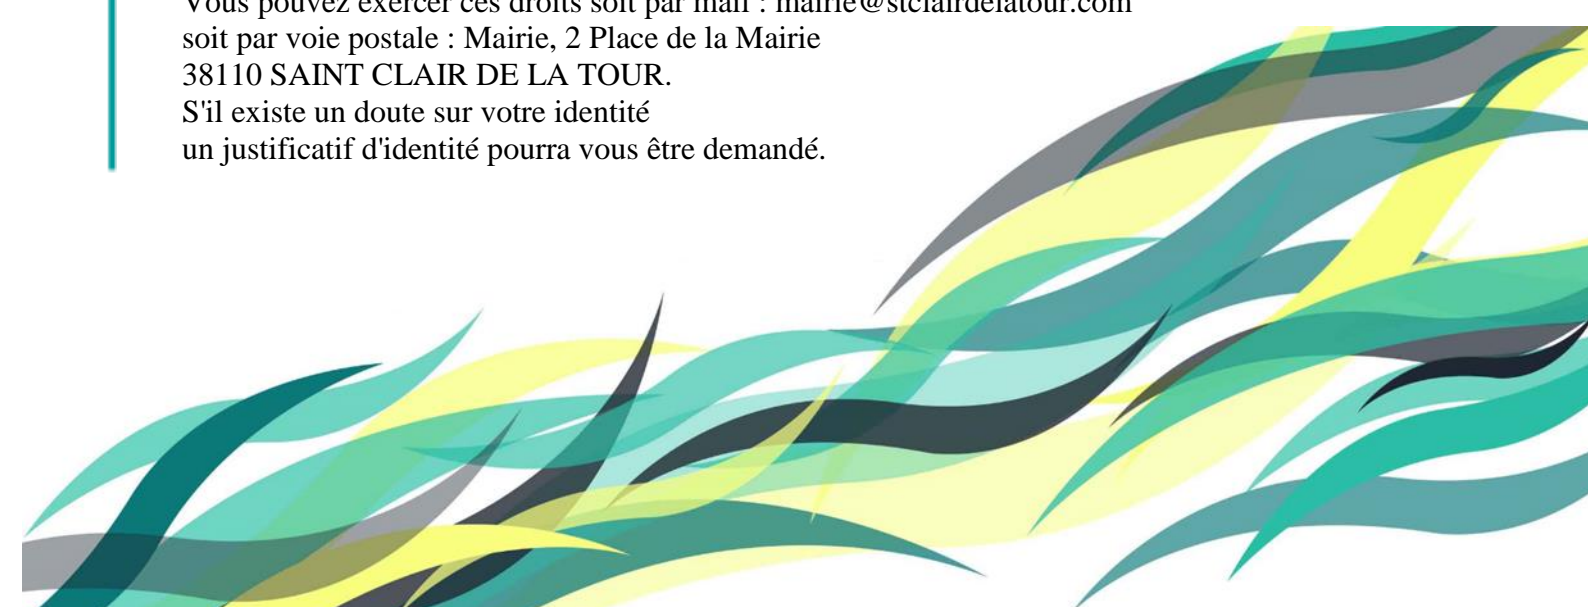 Vous pouvez exercer ces droits soit par mail : mairie@stclairdelatour.com
soit par voie postale : Mairie, 2 Place de la Mairie
38110 SAINT CLAIR DE LA TOUR.
S'il existe un doute sur votre identité
un justificatif d'identité pourra vous être demandé.